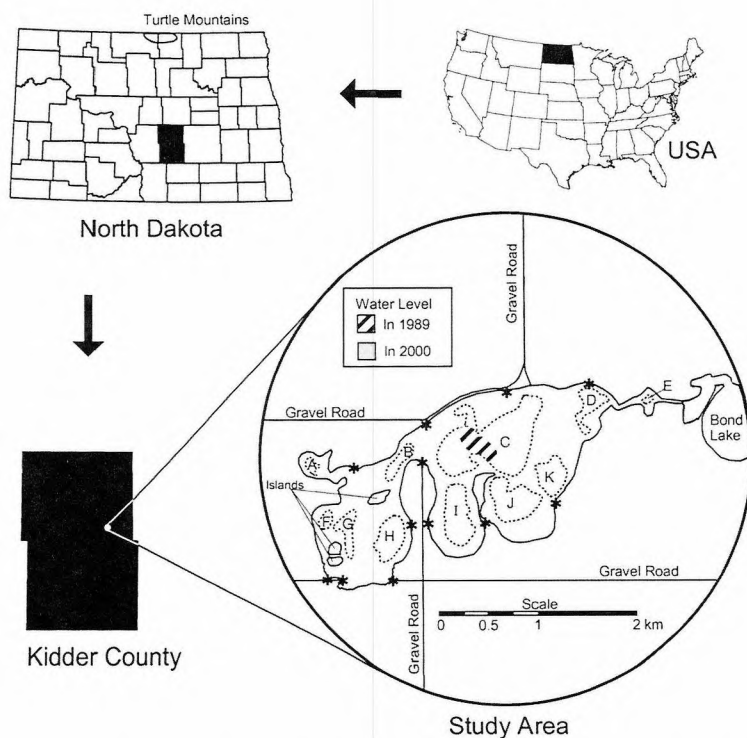 Turtle Mountains
North Dakota
USA
Kidder County
Water Level
In 1989
In 2000
Gravel Road
Gravel Road
Gravel Road
Gravel Road
A
B
C
D
E
F
G
H
I
J
K
Islands
Bond
Lake
Scale
0 0.5 1 2 km
Study Area